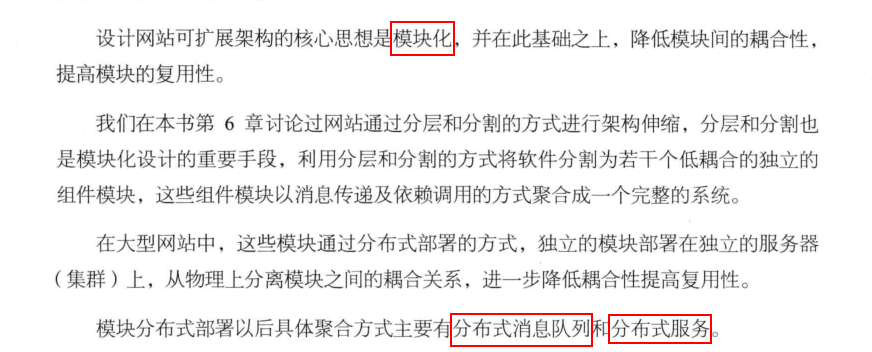 设计网站可扩展架构的核心思想是模块化，并在此基础之上，降低模块间的耦合性，
提高模块的复用性。
我们在本书第 6 章讨论过网站通过分层和分割的方式进行架构伸缩，分层和分割也
是模块化设计的重要手段，利用分层和分割的方式将软件分割为若干个低耦合的独立的
组件模块，这些组件模块以消息传递及依赖调用的方式聚合成一个完整的系统。
在大型网站中，这些模块通过分布式部署的方式，独立的模块部署在独立的服务器
（集群）上，从物理上分离模块之间的耦合关系，进一步降低耦合性提高复用性。
模块分布式部署以后具体聚合方式主要有分布式消息队列和分布式服务。